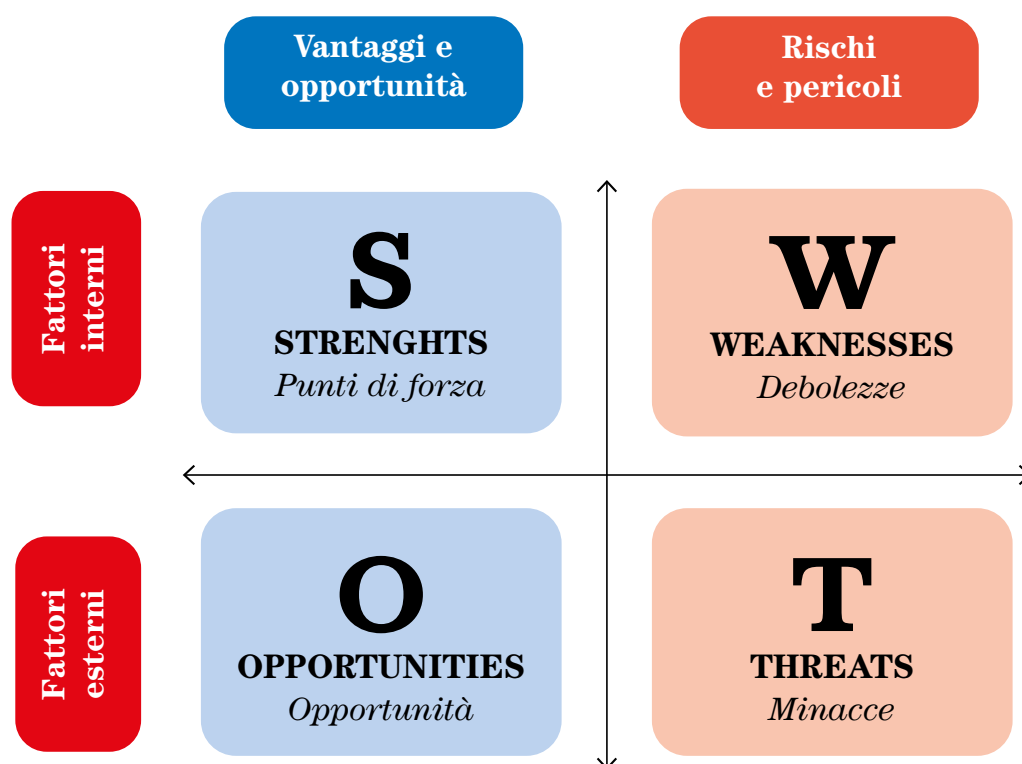 Vantaggi e
opportunità
Rischi
e pericoli
Fattori
interni
S
STRENGHTS
Punti di forza
W
WEAKNESSES
Debolezze
Fattori
esterni
O
OPPORTUNITIES
Opportunità
T
THREATS
Minacce